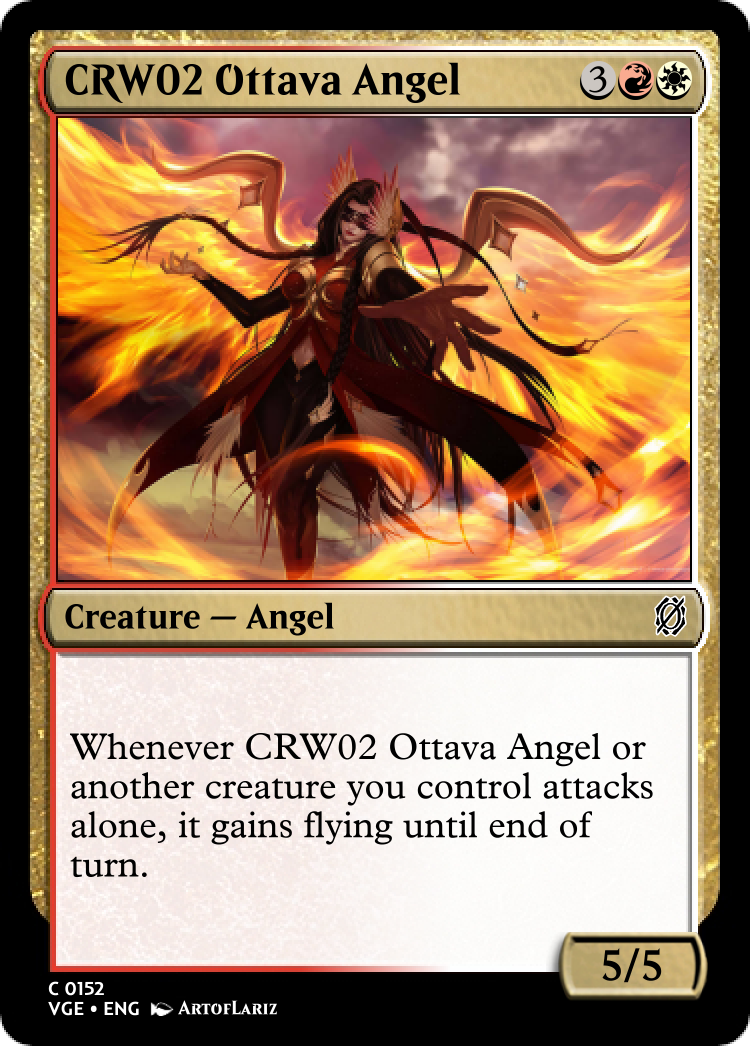 CRW02 Ottava Angel 3
Creature — Angel
Whenever CRW02 Ottava Angel or
another creature you control attacks
alone, it gains flying until end of
turn.
5/5
C 0152
VGE • ENG ArtofLariz